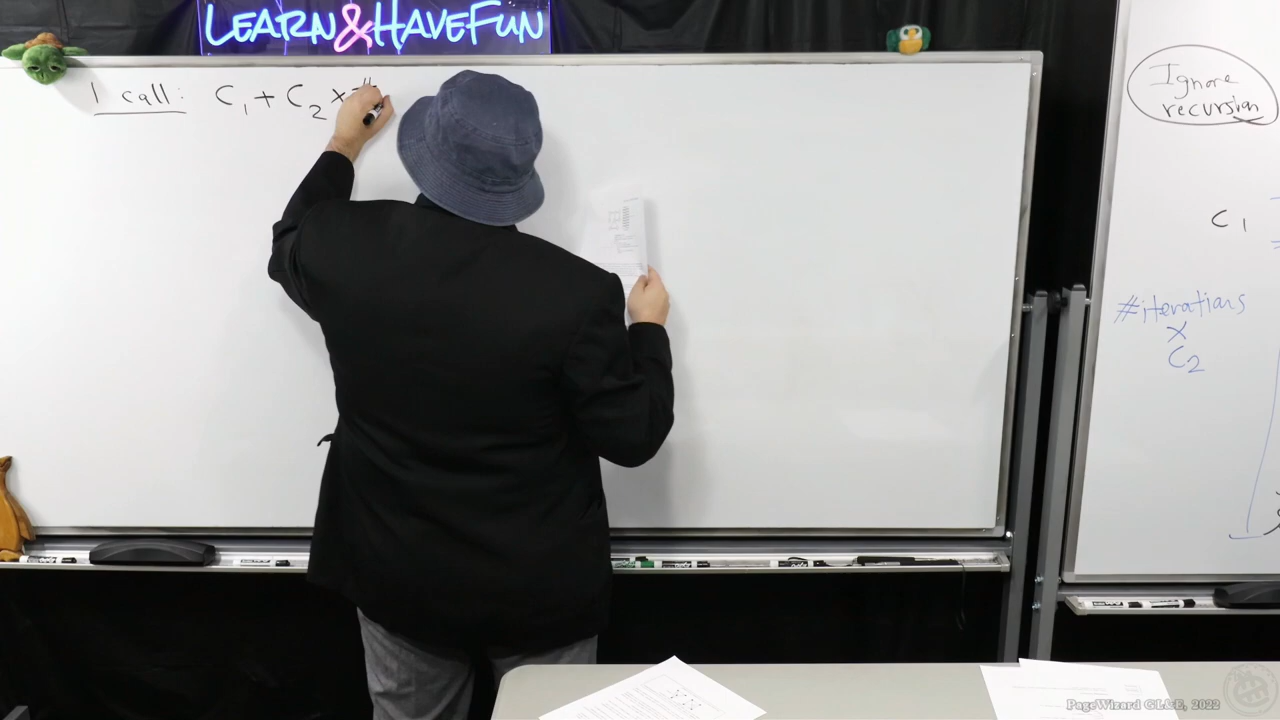 LEARN&HAVEFUN
1 call: C1 + C2 x #
Ignore
recursion
C1
#iterations
x
C2
PageWizard GL&E, 2022